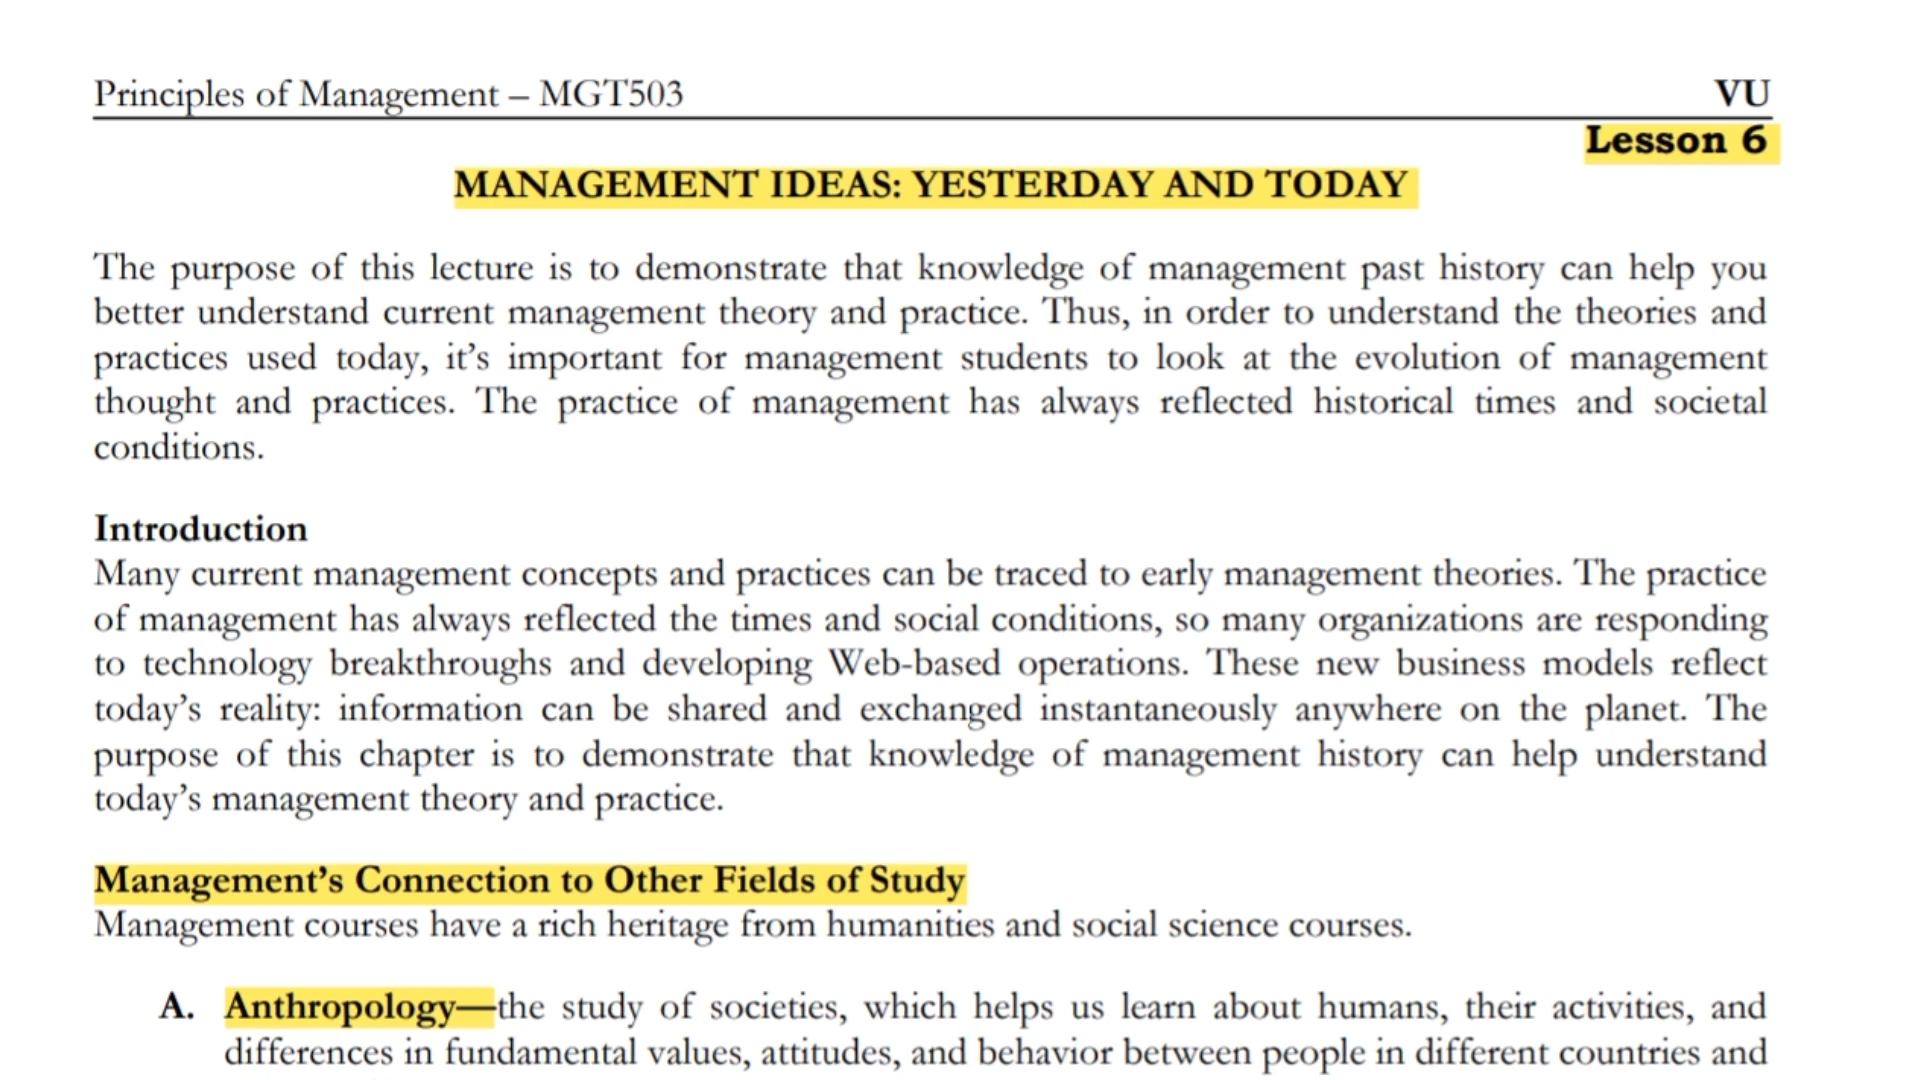 Principles of Management – MGT503 VU
Lesson 6
MANAGEMENT IDEAS: YESTERDAY AND TODAY
The purpose of this lecture is to demonstrate that knowledge of management past history can help you
better understand current management theory and practice. Thus, in order to understand the theories and
practices used today, it’s important for management students to look at the evolution of management
thought and practices. The practice of management has always reflected historical times and societal
conditions.
Introduction
Many current management concepts and practices can be traced to early management theories. The practice
of management has always reflected the times and social conditions, so many organizations are responding
to technology breakthroughs and developing Web-based operations. These new business models reflect
today’s reality: information can be shared and exchanged instantaneously anywhere on the planet. The
purpose of this chapter is to demonstrate that knowledge of management history can help understand
today’s management theory and practice.
Management’s Connection to Other Fields of Study
Management courses have a rich heritage from humanities and social science courses.
A. Anthropology—the study of societies, which helps us learn about humans, their activities, and
differences in fundamental values, attitudes, and behavior between people in different countries and